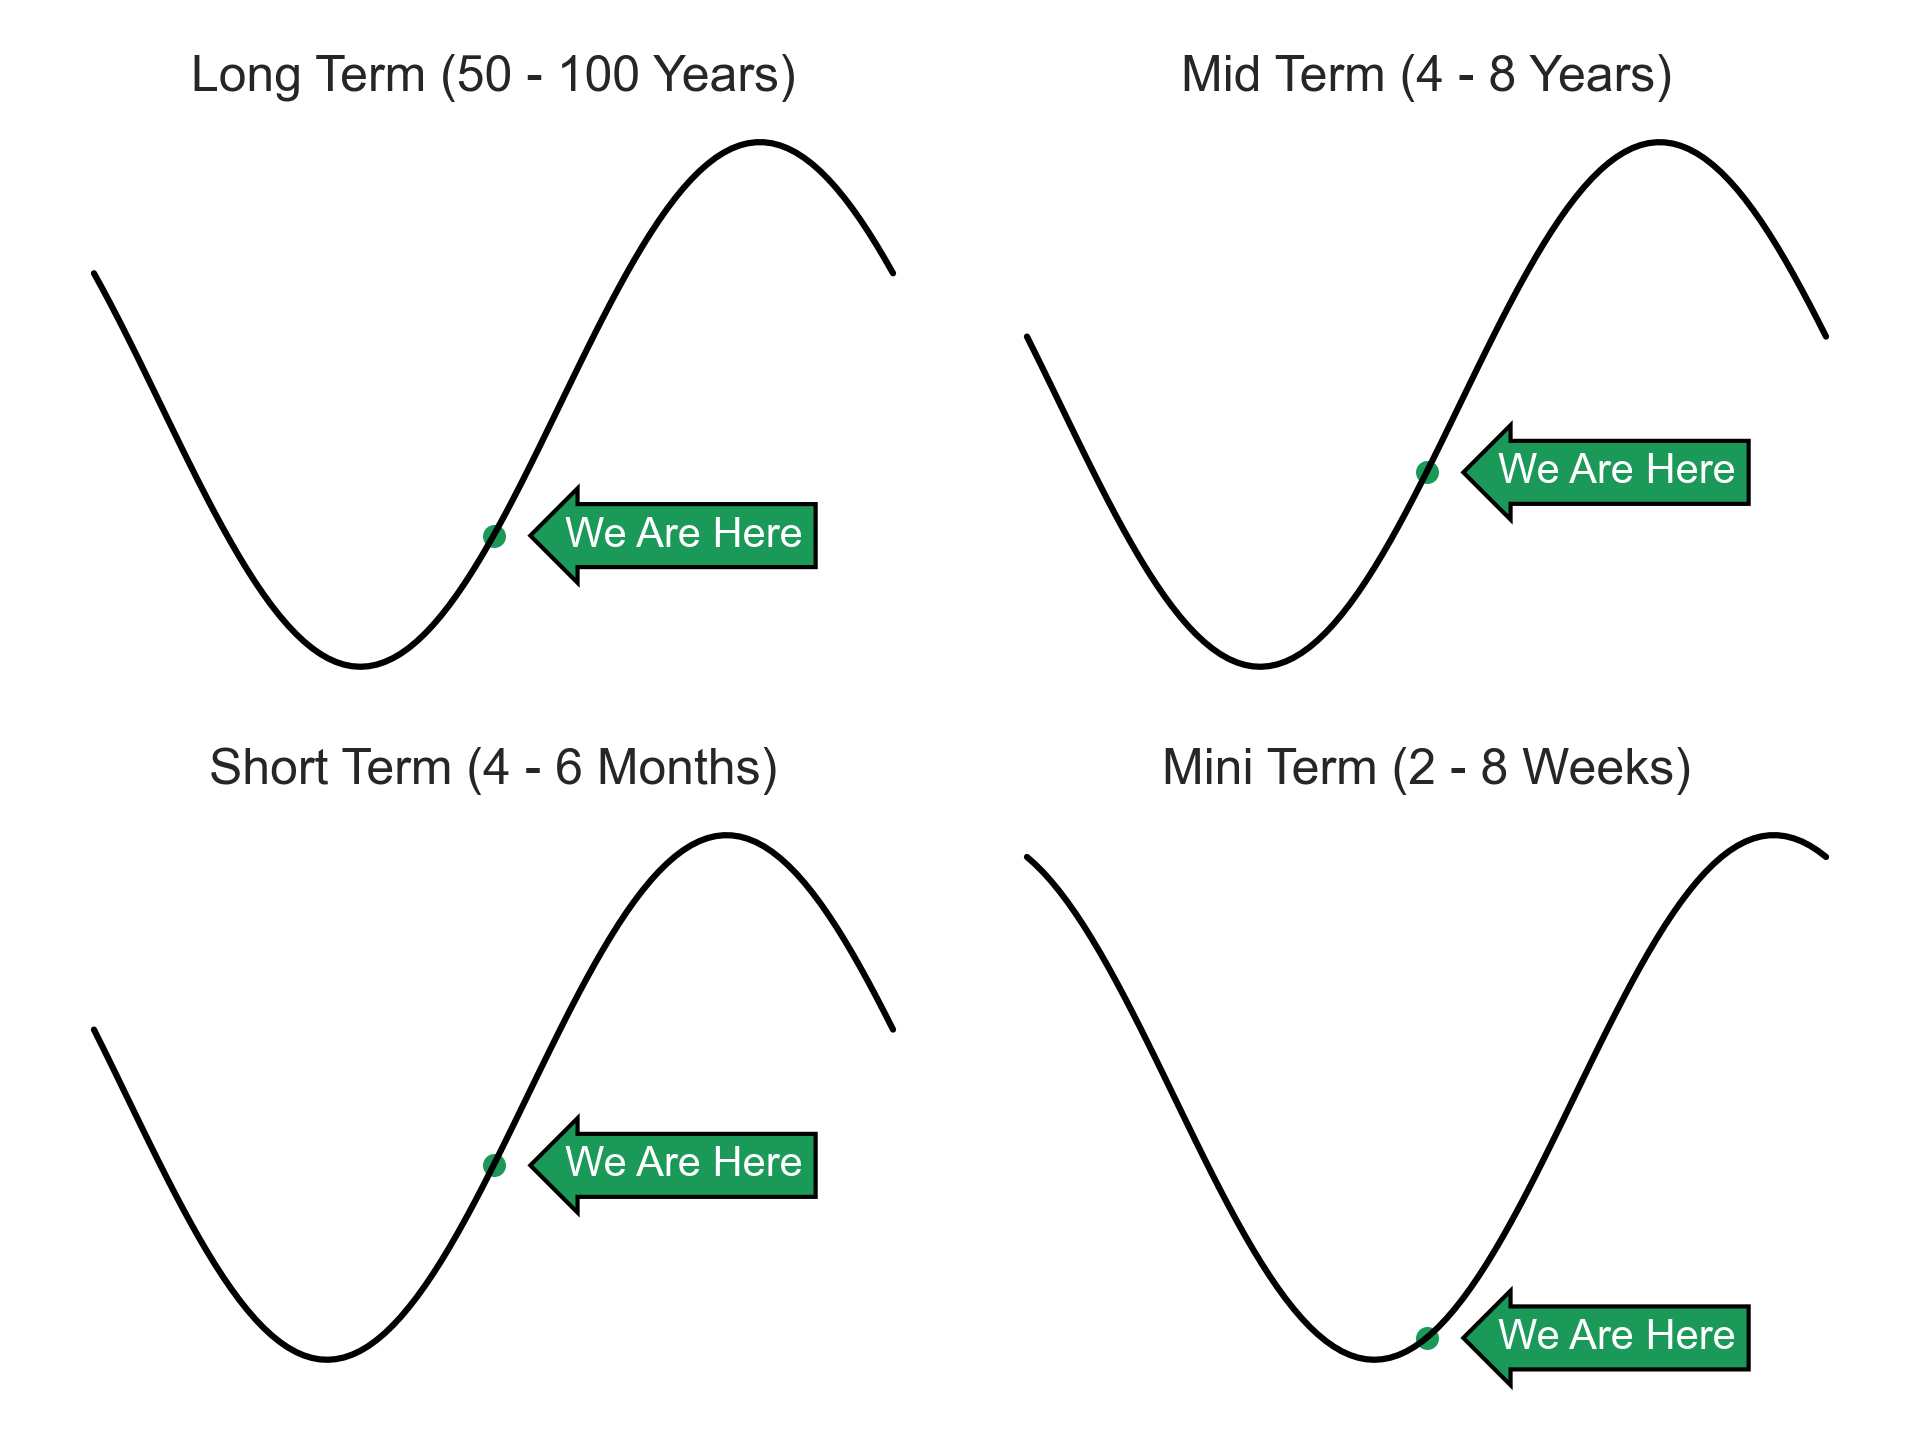 Long Term (50 - 100 Years)
Mid Term (4 - 8 Years)
We Are Here
We Are Here
Short Term (4 - 6 Months)
Mini Term (2 - 8 Weeks)
We Are Here
We Are Here